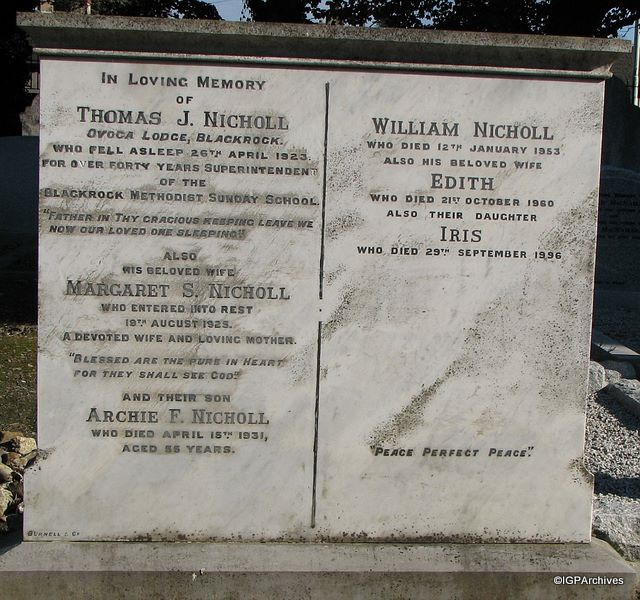 IN LOVING MEMORY
OF
THOMAS J. NICHOLL
OVOCA LODGE, BLACKROCK.
WHO FELL ASLEEP 26TH APRIL 1923.
FOR OVER FORTY YEARS SUPERINTENDENT
OF THE
BLACKROCK METHODIST SUNDAY SCHOOL.
"FATHER IN THY GRACIOUS KEEPING LEAVE WE
NOW OUR LOVED ONE SLEEPING."
ALSO
HIS BELOVED WIFE
MARGARET S. NICHOLL
WHO ENTERED INTO REST
19TH AUGUST 1925.
A DEVOTED WIFE AND LOVING MOTHER.
"BLESSED ARE THE PURE IN HEART
FOR THEY SHALL SEE GOD."
AND THEIR SON
ARCHIE F. NICHOLL
WHO DIED APRIL 15TH 1931,
AGED 55 YEARS.
BURNELL & CO
WILLIAM NICHOLL
WHO DIED 12TH JANUARY 1953
ALSO HIS BELOVED WIFE
EDITH
WHO DIED 21ST OCTOBER 1960
ALSO THEIR DAUGHTER
IRIS
WHO DIED 29TH SEPTEMBER 1996
"PEACE PERFECT PEACE."
©IGPArchives